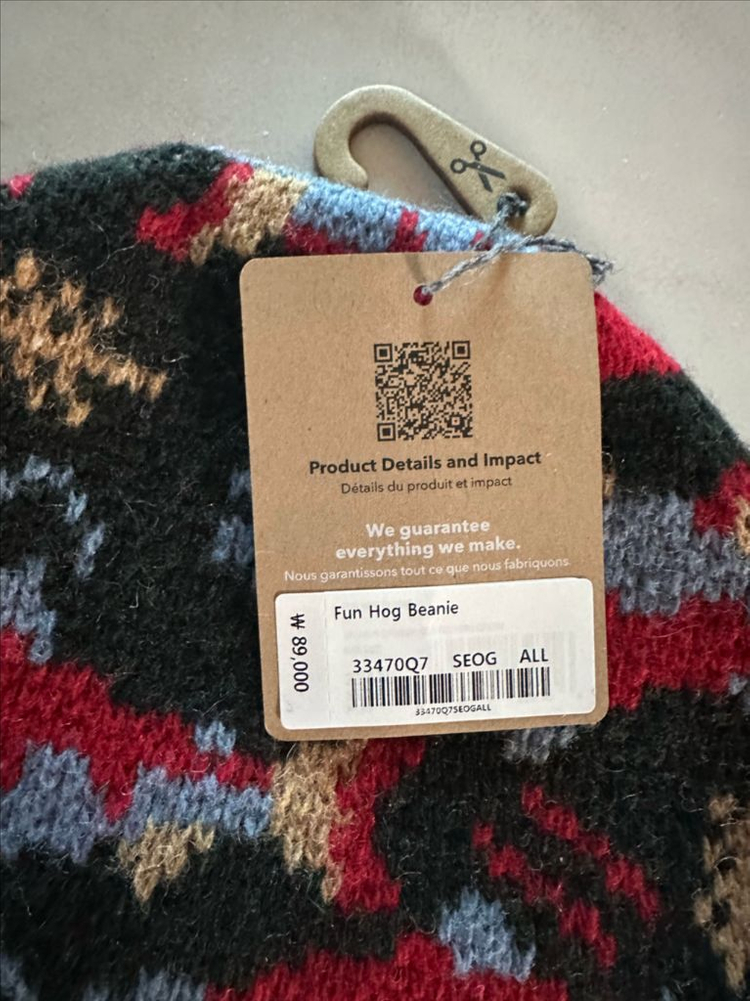 Product Details and Impact
Détails du produit et impact
We guarantee
everything we make.
Nous garantissons tout ce que nous fabriquons.
Fun Hog Beanie
₩ 89,000
33470Q7 SEOG ALL
33470Q7SEOGALL